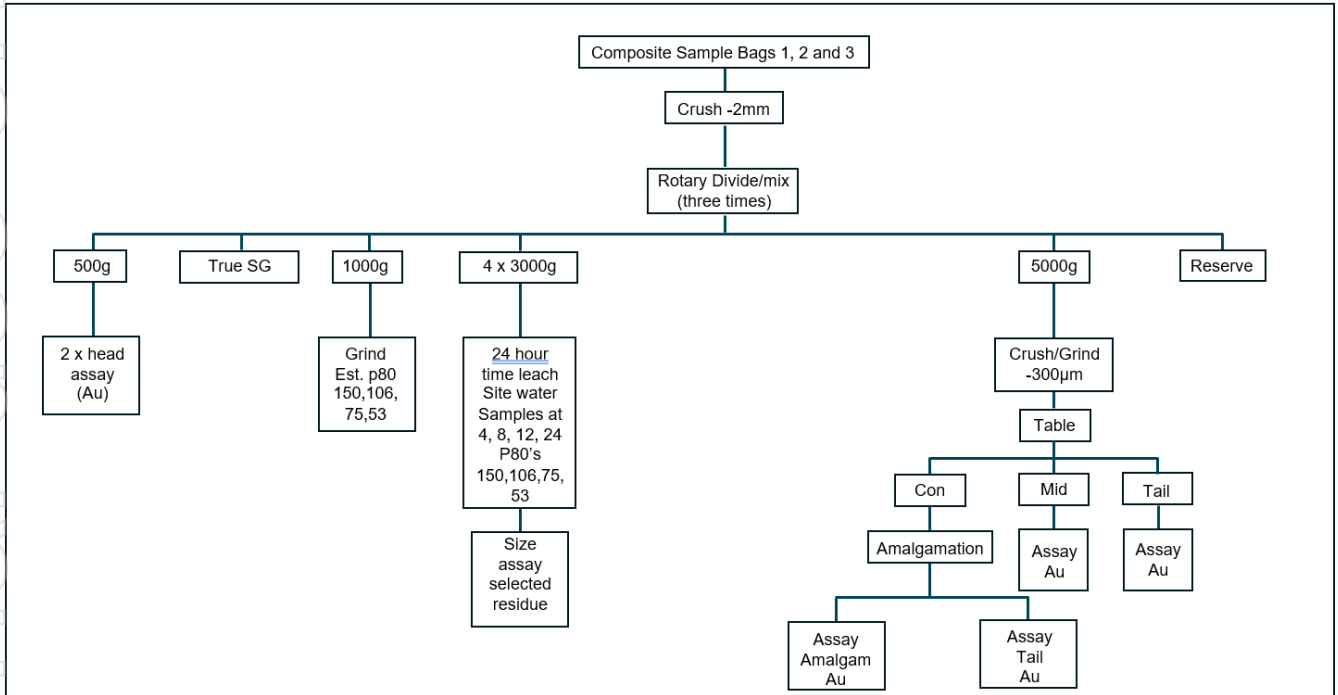 Composite Sample Bags 1, 2 and 3
Crush -2mm
Rotary Divide/mix
(three times)
500g
True SG
1000g
4 x 3000g
5000g
Reserve
2 x head
assay
(Au)
Grind
Est. p80
150,106,
75,53
24 hour
time leach
Site water
Samples at
4, 8, 12, 24
P80's
150,106,75,
53
Size
assay
selected
residue
Crush/Grind
-300µm
Table
Con
Mid
Tail
Amalgamation
Assay
Au
Assay
Au
Assay
Amalgam
Au
Assay
Tail
Au